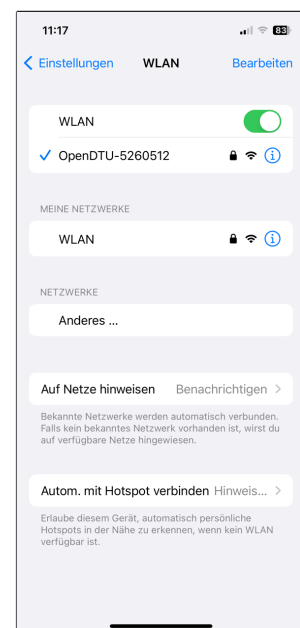 11:17
83
Einstellungen WLAN Bearbeiten
WLAN
OpenDTU-5260512
MEINE NETZWERKE
WLAN
NETZWERKE
Anderes ...
Auf Netze hinweisen Benachrichtigen
Bekannte Netzwerke werden automatisch verbunden.
Falls kein bekanntes Netzwerk vorhanden ist, wirst du
auf verfügbare Netze hingewiesen.
Autom. mit Hotspot verbinden Hinweis...
Erlaube diesem Gerät, automatisch persönliche
Hotspots in der Nähe zu erkennen, wenn kein WLAN
verfügbar ist.